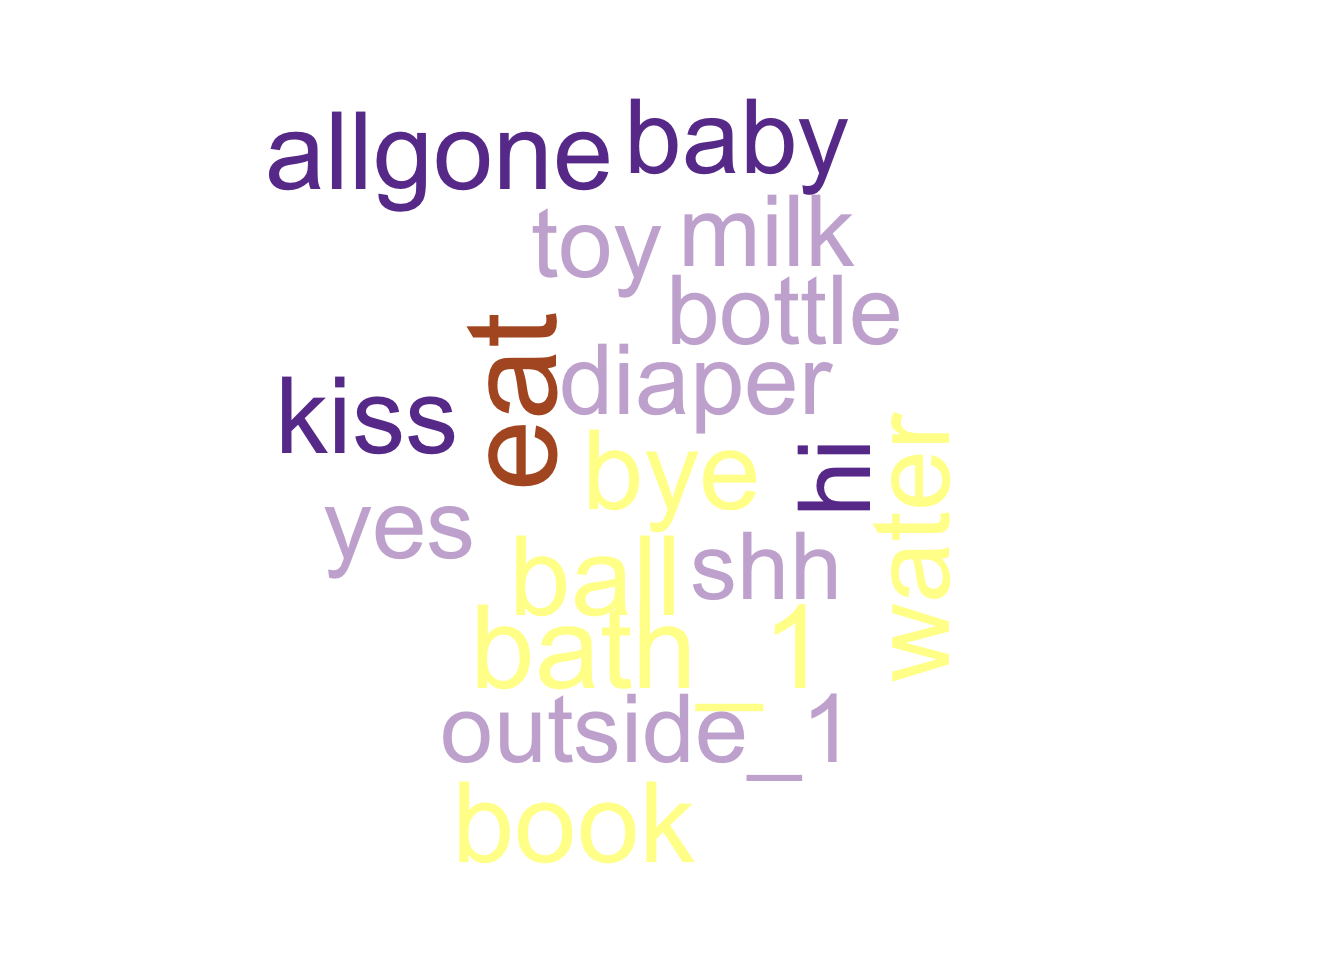 allgone baby
toy milk
bottle
eat
diaper
kiss
bye
hi
water
yes
ball
shh
bath_1
outside_1
book